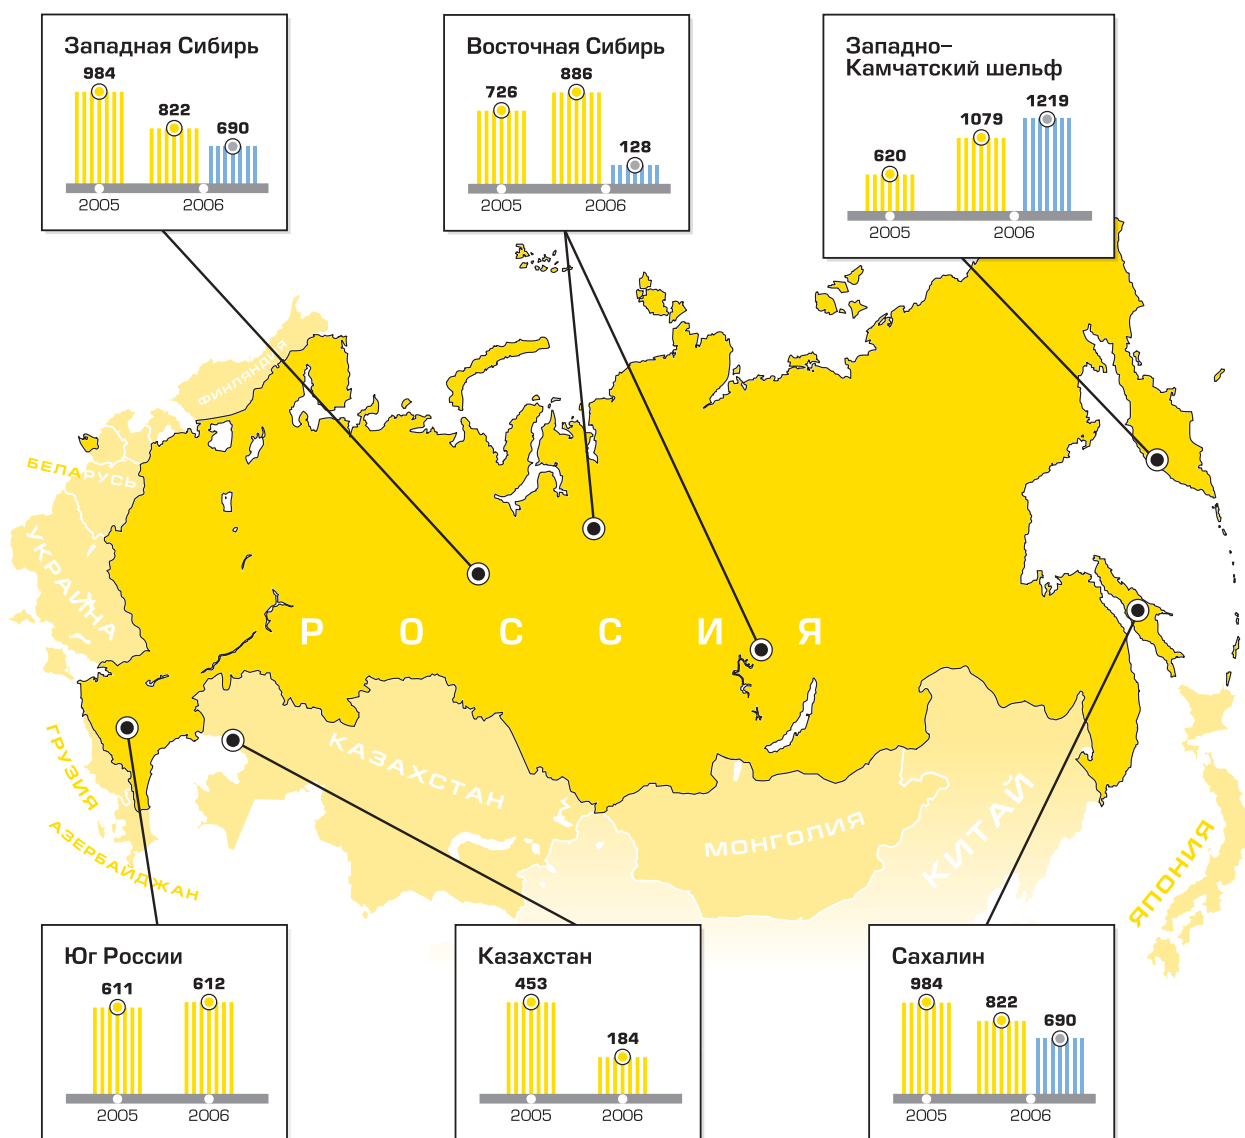 Западная Сибирь
984
822
690
2005
2006
Восточная Сибирь
726
886
128
2005
2006
Западно–
Камчатский шельф
620
1079
1219
2005
2006
ФИНЛЯНДИЯ
БЕЛАРУСЬ
УКРАИНА
РОССИЯ
ГРУЗИЯ
АЗЕРБАЙДЖАН
КАЗАХСТАН
МОНГОЛИЯ
КИТАЙ
ЯПОНИЯ
Юг России
611
612
2005
2006
Казахстан
453
184
2005
2006
Сахалин
984
822
690
2005
2006